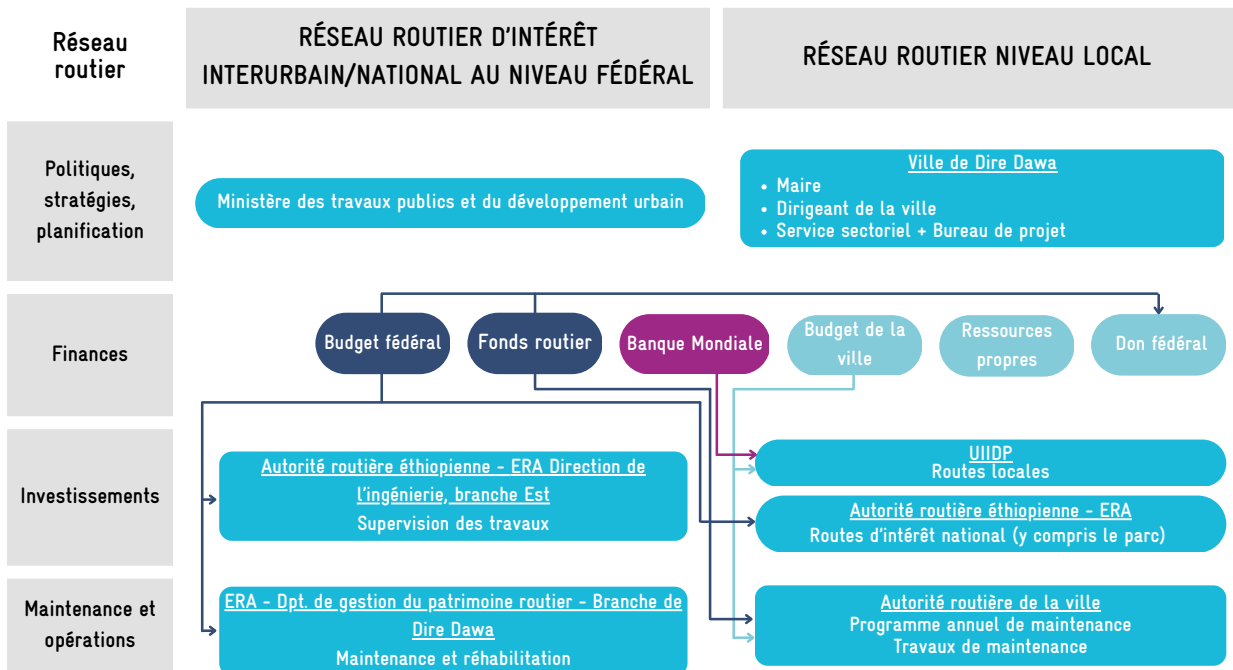 Réseau
routier
RÉSEAU ROUTIER D'INTÉRÊT
INTERURBAIN/NATIONAL AU NIVEAU FÉDÉRAL
RÉSEAU ROUTIER NIVEAU LOCAL
Politiques,
stratégies,
planification
Ministère des travaux publics et du développement urbain
Ville de Dire Dawa
• Maire
• Dirigeant de la ville
• Service sectoriel + Bureau de projet
Finances
Budget fédéral
Fonds routier
Banque Mondiale
Budget de la
ville
Ressources
propres
Don fédéral
Investissements
Autorité routière éthiopienne - ERA Direction de
l'ingénierie, branche Est
Supervision des travaux
UIIDP
Routes locales
Autorité routière éthiopienne - ERA
Routes d'intérêt national (y compris le parc)
Maintenance et
opérations
ERA - Dpt. de gestion du patrimoine routier - Branche de
Dire Dawa
Maintenance et réhabilitation
Autorité routière de la ville
Programme annuel de maintenance
Travaux de maintenance